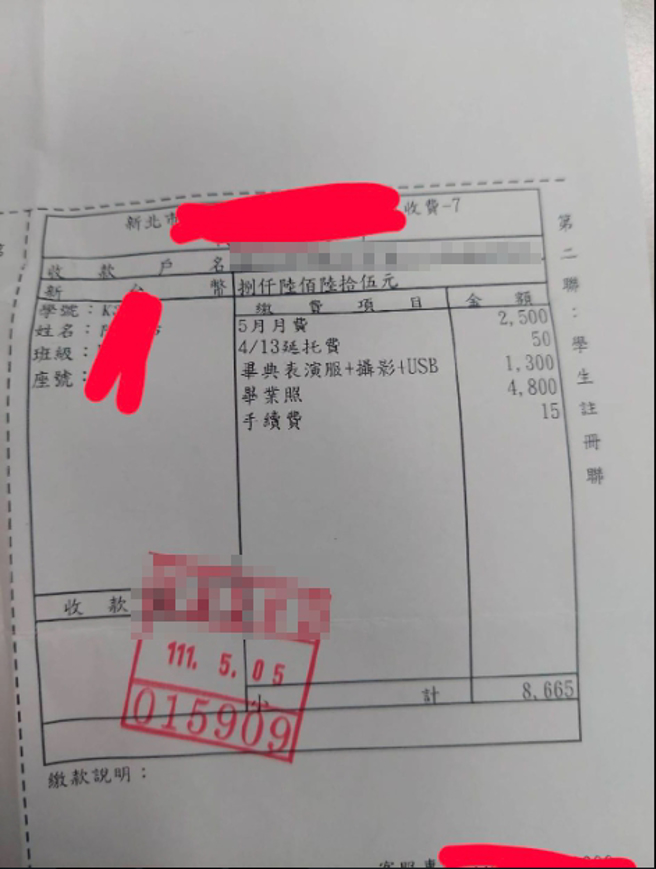 新北市
收費-7
收款戶名
新台幣 捌仟陸佰陸拾伍元
學號：K
姓名：
班級：
座號：
繳費項目 金額
5月月費 2,500
4/13延托費 50
畢典表演服+攝影+USB 1,300
畢業照 4,800
手續費 15
收款
111. 5. 05
015909
計 8,665
繳款說明：
第二聯：學生註冊聯